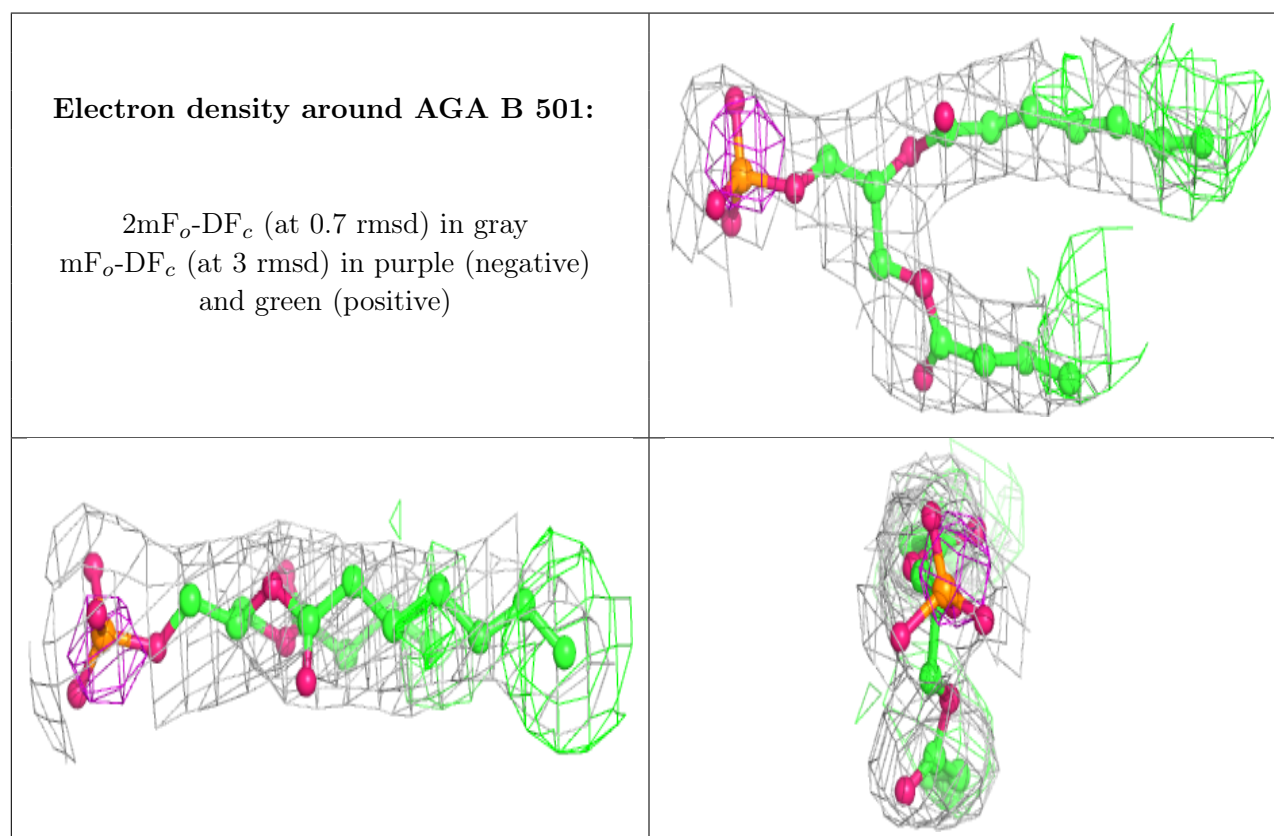 Electron density around AGA B 501:
2mFo-DFc (at 0.7 rmsd) in gray
mFo-DFc (at 3 rmsd) in purple (negative)
and green (positive)